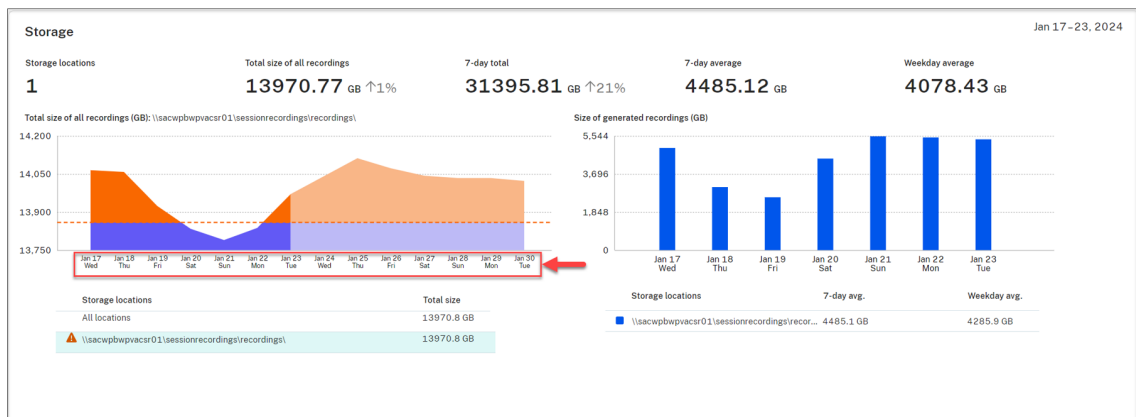 Storage
Jan 17–23, 2024
Storage locations
1
Total size of all recordings
13970.77 GB ↑1%
7-day total
31395.81 GB ↑21%
7-day average
4485.12 GB
Weekday average
4078.43 GB
Total size of all recordings (GB): \\sacwpbwpvacsr01\sessionrecordings\recordings\
14,200
14,050
13,900
13,750
Jan 17 Jan 18 Jan 19 Jan 20 Jan 21 Jan 22 Jan 23 Jan 24 Jan 25 Jan 26 Jan 27 Jan 28 Jan 29 Jan 30
Wed Thu Fri Sat Sun Mon Tue Wed Thu Fri Sat Sun Mon Tue
Storage locations Total size
All locations 13970.8 GB
\\sacwpbwpvacsr01\sessionrecordings\recordings\ 13970.8 GB
Size of generated recordings (GB)
5,544
3,696
1,848
0
Jan 17 Jan 18 Jan 19 Jan 20 Jan 21 Jan 22 Jan 23
Wed Thu Fri Sat Sun Mon Tue
Storage locations 7-day avg. Weekday avg.
\\sacwpbwpvacsr01\sessionrecordings\recor... 4485.1 GB 4285.9 GB